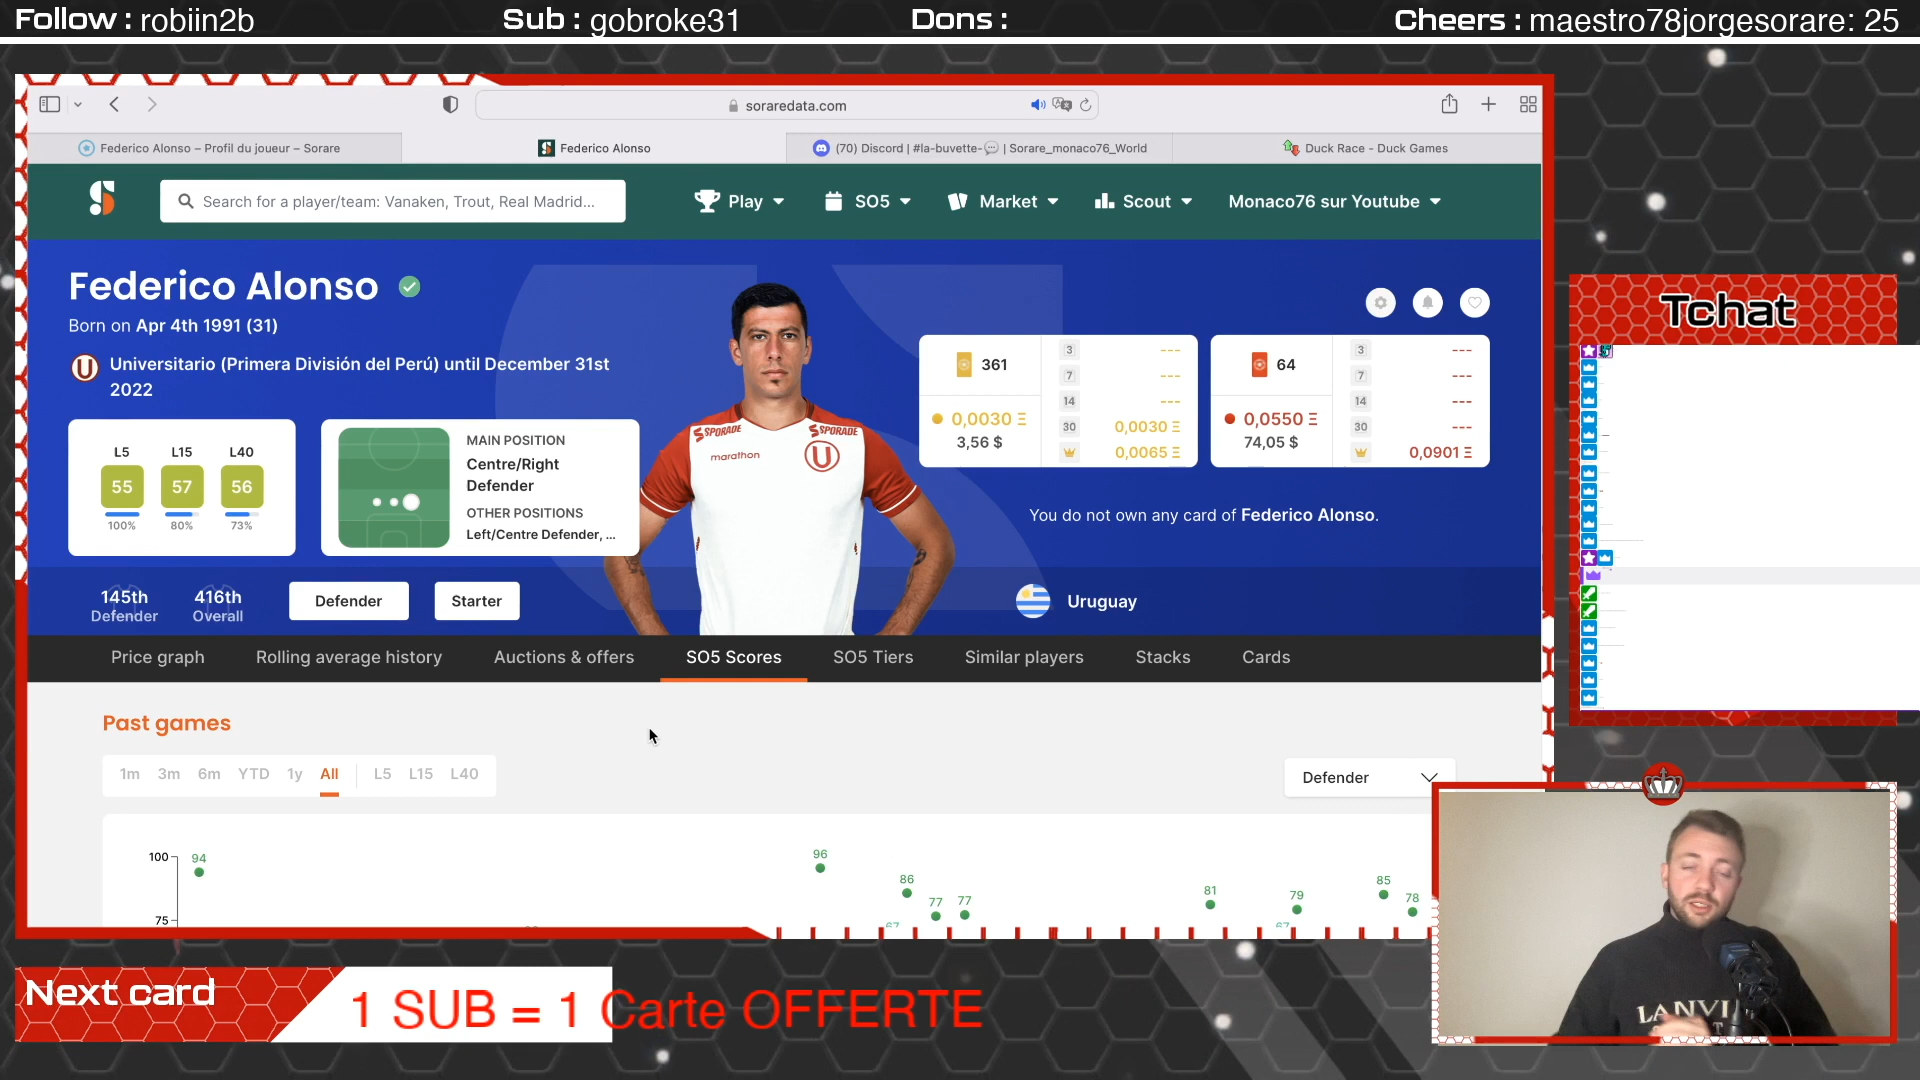 Follow : robiin2b
Sub : gobroke31
Dons :
Cheers : maestro78jorgesorare: 25
soraredata.com
Federico Alonso – Profil du joueur – Sorare
Federico Alonso
(70) Discord | #la-buvette-💬 | Sorare_monaco76_World
Duck Race - Duck Games
Search for a player/team: Vanaken, Trout, Real Madrid...
Play
SO5
Market
Scout
Monaco76 sur Youtube
Federico Alonso
Born on Apr 4th 1991 (31)
U
Universitario (Primera División del Perú) until December 31st
2022
L5 L15 L40
55 57 56
100% 80% 73%
MAIN POSITION
Centre/Right
Defender
OTHER POSITIONS
Left/Centre Defender, ...
SPORADE
SPORADE
marathon
U
361
0,0030 Ξ
3,56 $
3 ---
7 ---
14 ---
30 0,0030 Ξ
0,0065 Ξ
64
0,0550 Ξ
74,05 $
3 ---
7 ---
14 ---
30 ---
0,0901 Ξ
You do not own any card of Federico Alonso.
145th
Defender
416th
Overall
Defender
Starter
Uruguay
Price graph
Rolling average history
Auctions & offers
SO5 Scores
SO5 Tiers
Similar players
Stacks
Cards
Past games
1m 3m 6m YTD 1y All L5 L15 L40
Defender
100
75
94
96
86
77
77
67
81
79
67
85
78
Tchat
LANVI
Next card
1 SUB = 1 Carte OFFERTE